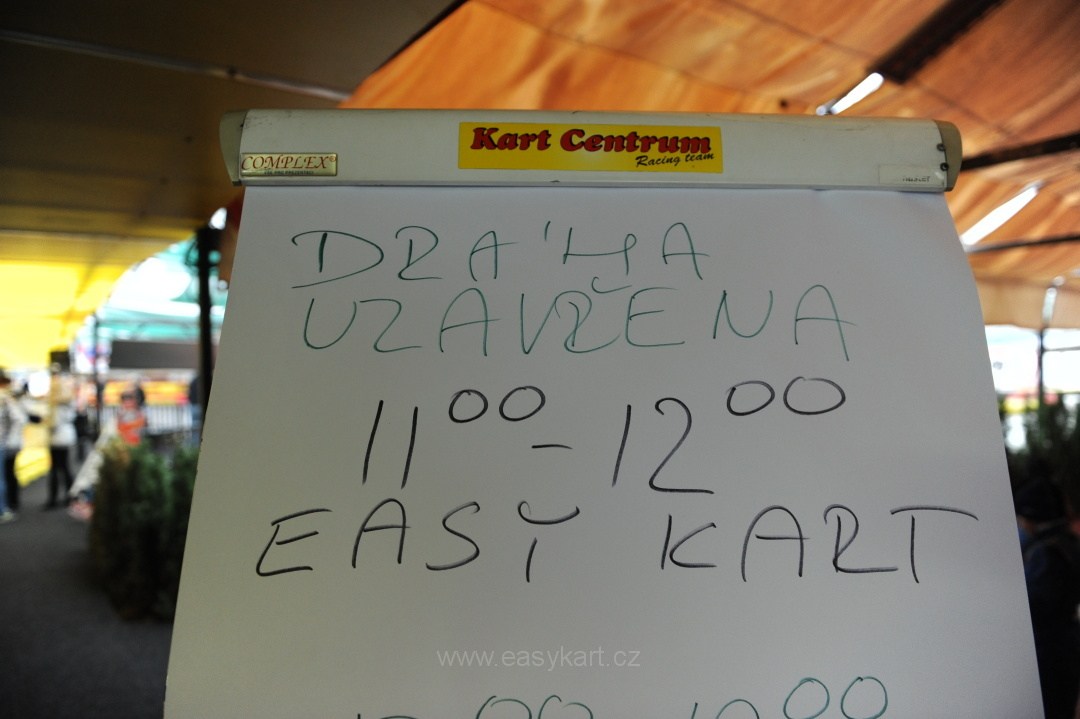 Kart Centrum
Racing team
COMPLEX®
DRÁHA
UZAVŘENA
11⁰⁰ - 12⁰⁰
EASY KART
www.easykart.cz